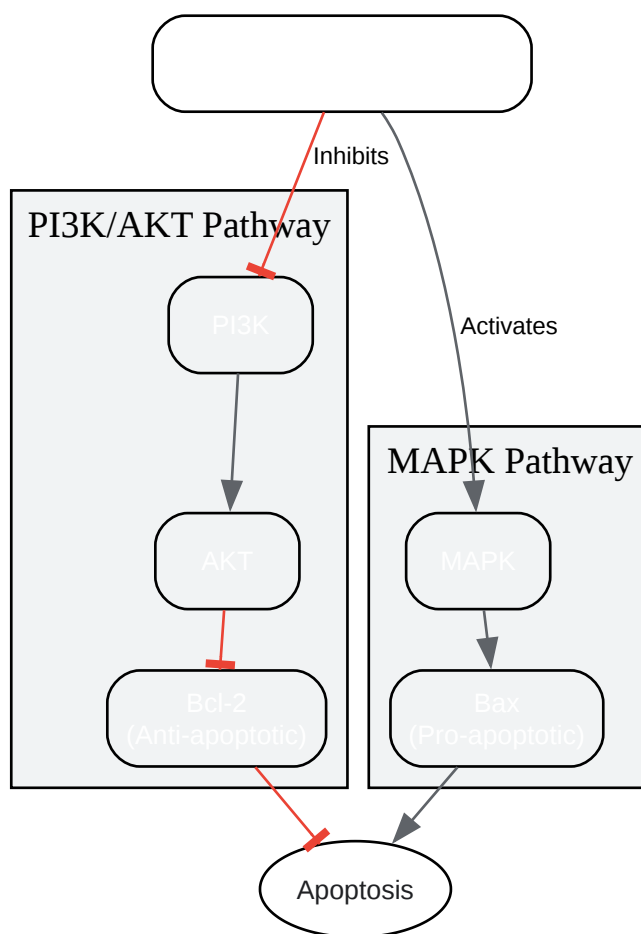 Inhibits
PI3K/AKT Pathway
PI3K
Activates
MAPK Pathway
AKT
MAPK
Bcl-2
(Anti-apoptotic)
Bax
(Pro-apoptotic)
Apoptosis